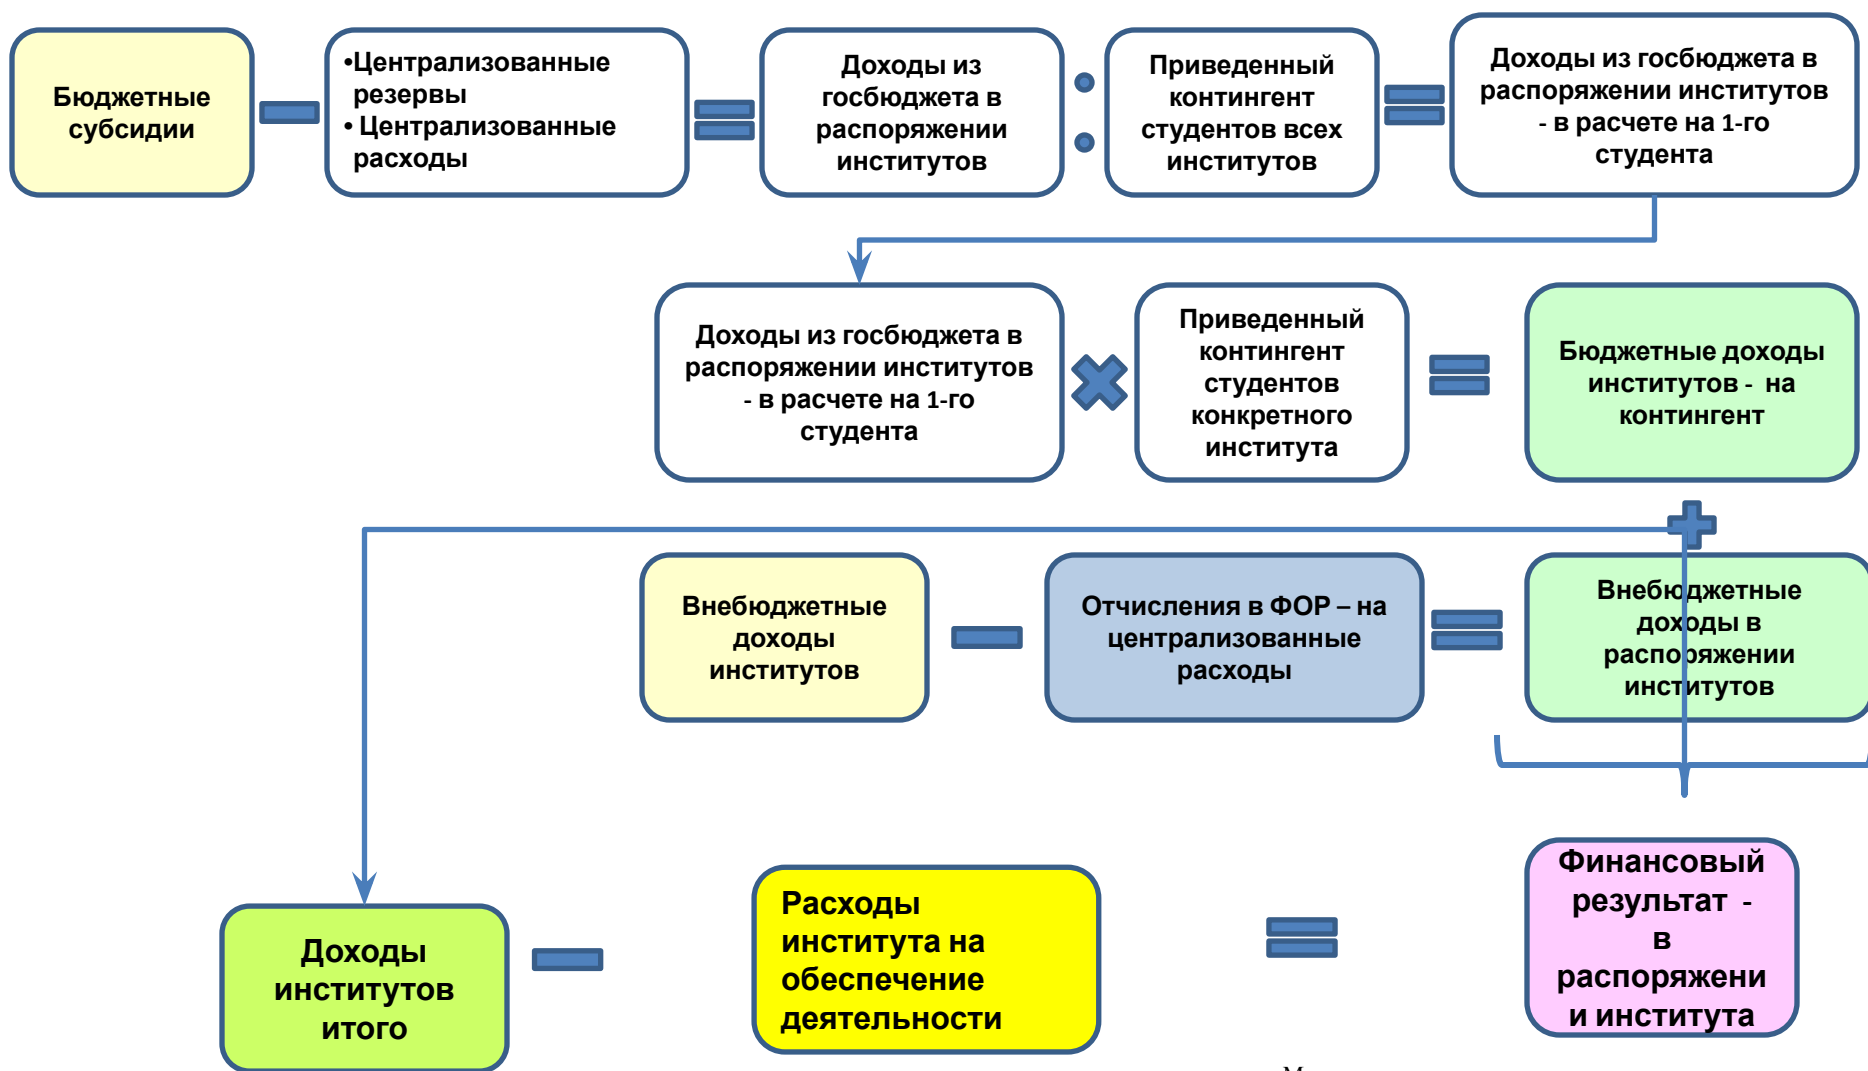 Бюджетные
субсидии
•Централизованные
резервы
• Централизованные
расходы
Доходы из
госбюджета в
распоряжении
институтов
Приведенный
контингент
студентов всех
институтов
Доходы из госбюджета в
распоряжении институтов
- в расчете на 1-го
студента
Доходы из госбюджета в
распоряжении институтов
- в расчете на 1-го
студента
Приведенный
контингент
студентов
конкретного
института
Бюджетные доходы
институтов - на
контингент
Внебюджетные
доходы
институтов
Отчисления в ФОР – на
централизованные
расходы
Внебюджетные
доходы в
распоряжении
институтов
Доходы
институтов
итого
Расходы
института на
обеспечение
деятельности
Финансовый
результат -
в
распоряжени
и института